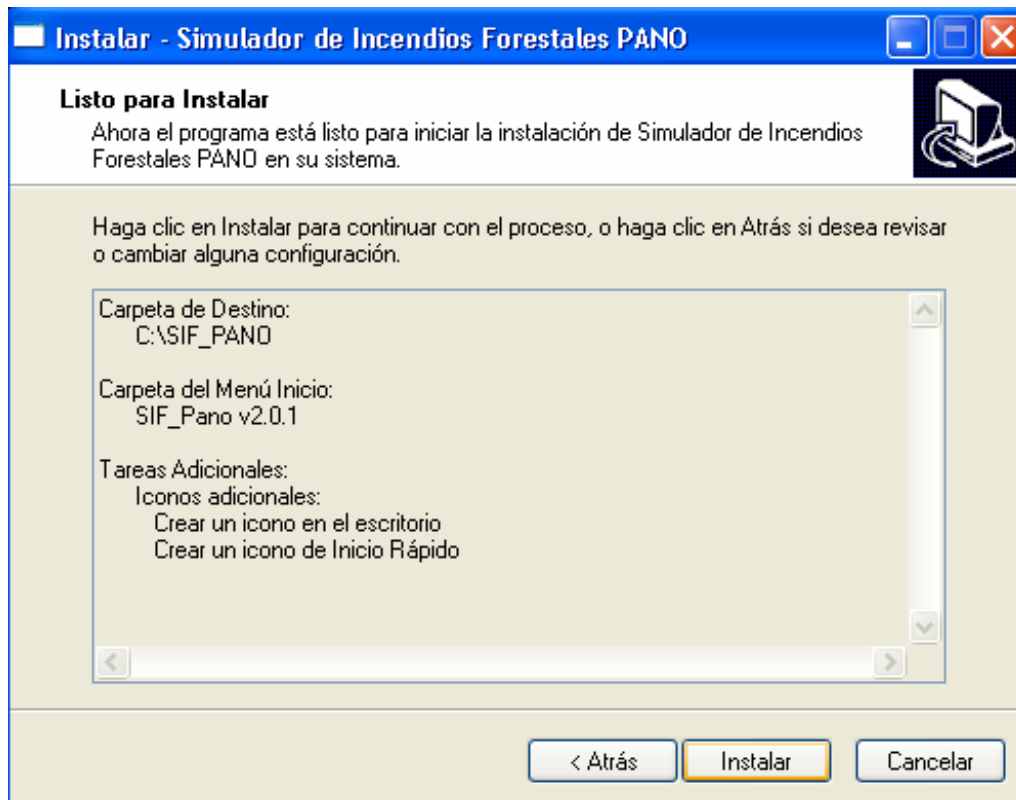 Instalar - Simulador de Incendios Forestales PANO
Listo para Instalar
Ahora el programa está listo para iniciar la instalación de Simulador de Incendios
Forestales PANO en su sistema.
Haga clic en Instalar para continuar con el proceso, o haga clic en Atrás si desea revisar
o cambiar alguna configuración.
Carpeta de Destino:
C:\SIF_PANO
Carpeta del Menú Inicio:
SIF_Pano v2.0.1
Tareas Adicionales:
Iconos adicionales:
Crear un icono en el escritorio
Crear un icono de Inicio Rápido
< Atrás
Instalar
Cancelar